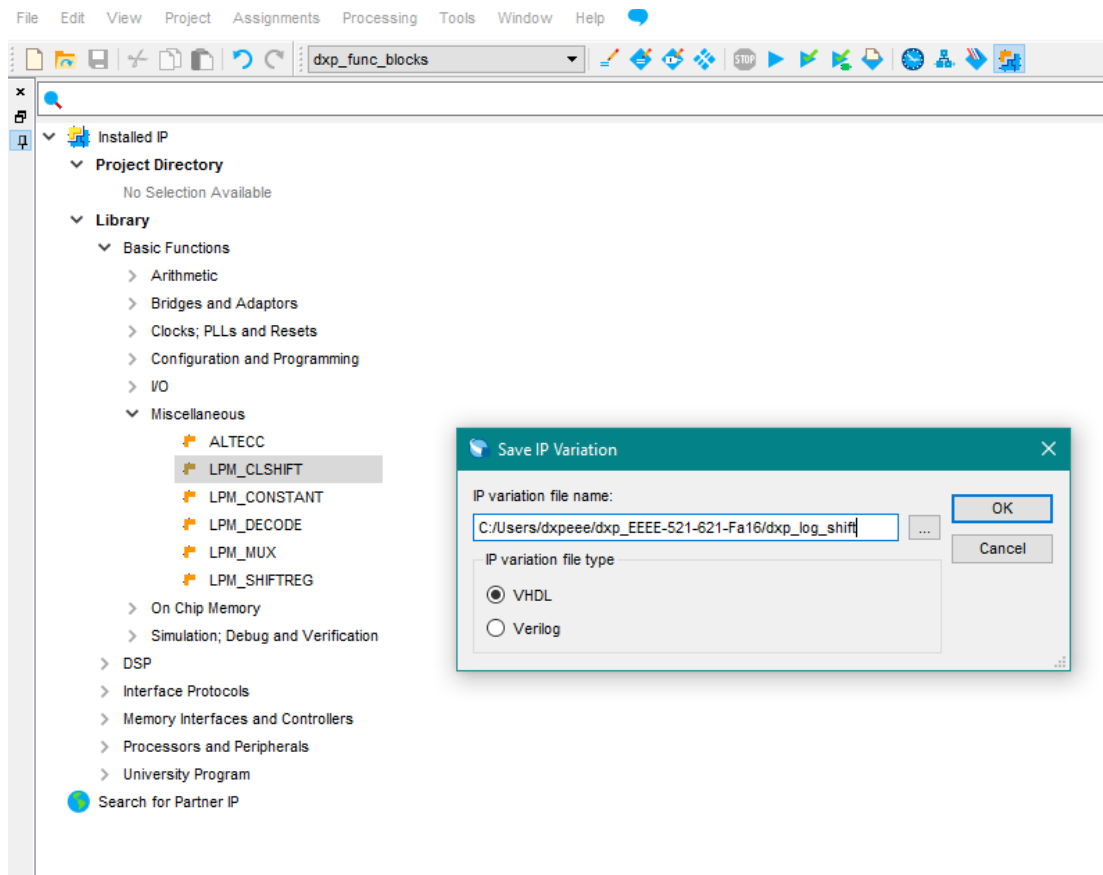 File Edit View Project Assignments Processing Tools Window Help
dxp_func_blocks
STOP
Installed IP
Project Directory
No Selection Available
Library
Basic Functions
Arithmetic
Bridges and Adaptors
Clocks; PLLs and Resets
Configuration and Programming
I/O
Miscellaneous
ALTECC
LPM_CLSHIFT
LPM_CONSTANT
LPM_DECODE
LPM_MUX
LPM_SHIFTREG
On Chip Memory
Simulation; Debug and Verification
DSP
Interface Protocols
Memory Interfaces and Controllers
Processors and Peripherals
University Program
Search for Partner IP
Save IP Variation
IP variation file name:
C:/Users/dxpeee/dxp_EEEE-521-621-Fa16/dxp_log_shift
...
OK
Cancel
IP variation file type
VHDL
Verilog